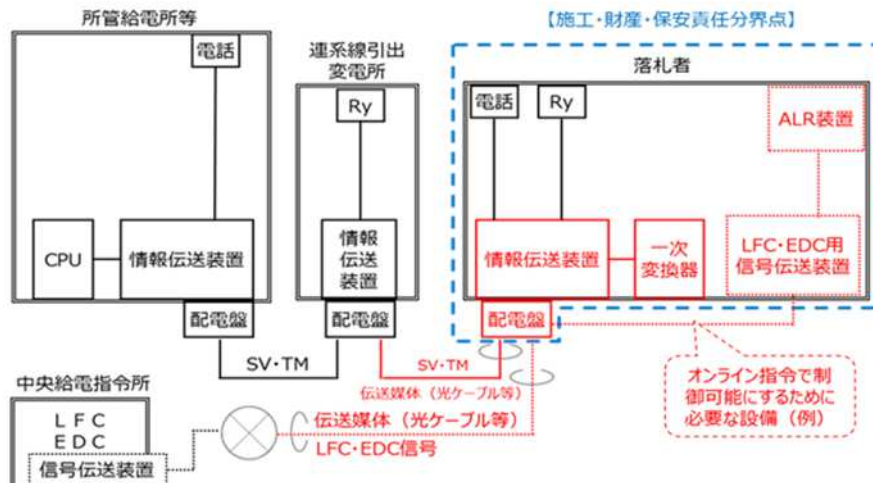 所管給電所等
電話
CPU
情報伝送装置
配電盤
連系線引出
変電所
Ry
情報
伝送
装置
配電盤
【施工・財産・保安責任分界点】
落札者
電話
Ry
ALR装置
情報伝送装置
一次
変換器
LFC・EDC用
信号伝送装置
配電盤
SV・TM
SV・TM
伝送媒体（光ケーブル等）
オンライン指令で制
御可能にするために
必要な設備（例）
中央給電指令所
LFC
EDC
信号伝送装置
伝送媒体（光ケーブル等）
LFC・EDC信号